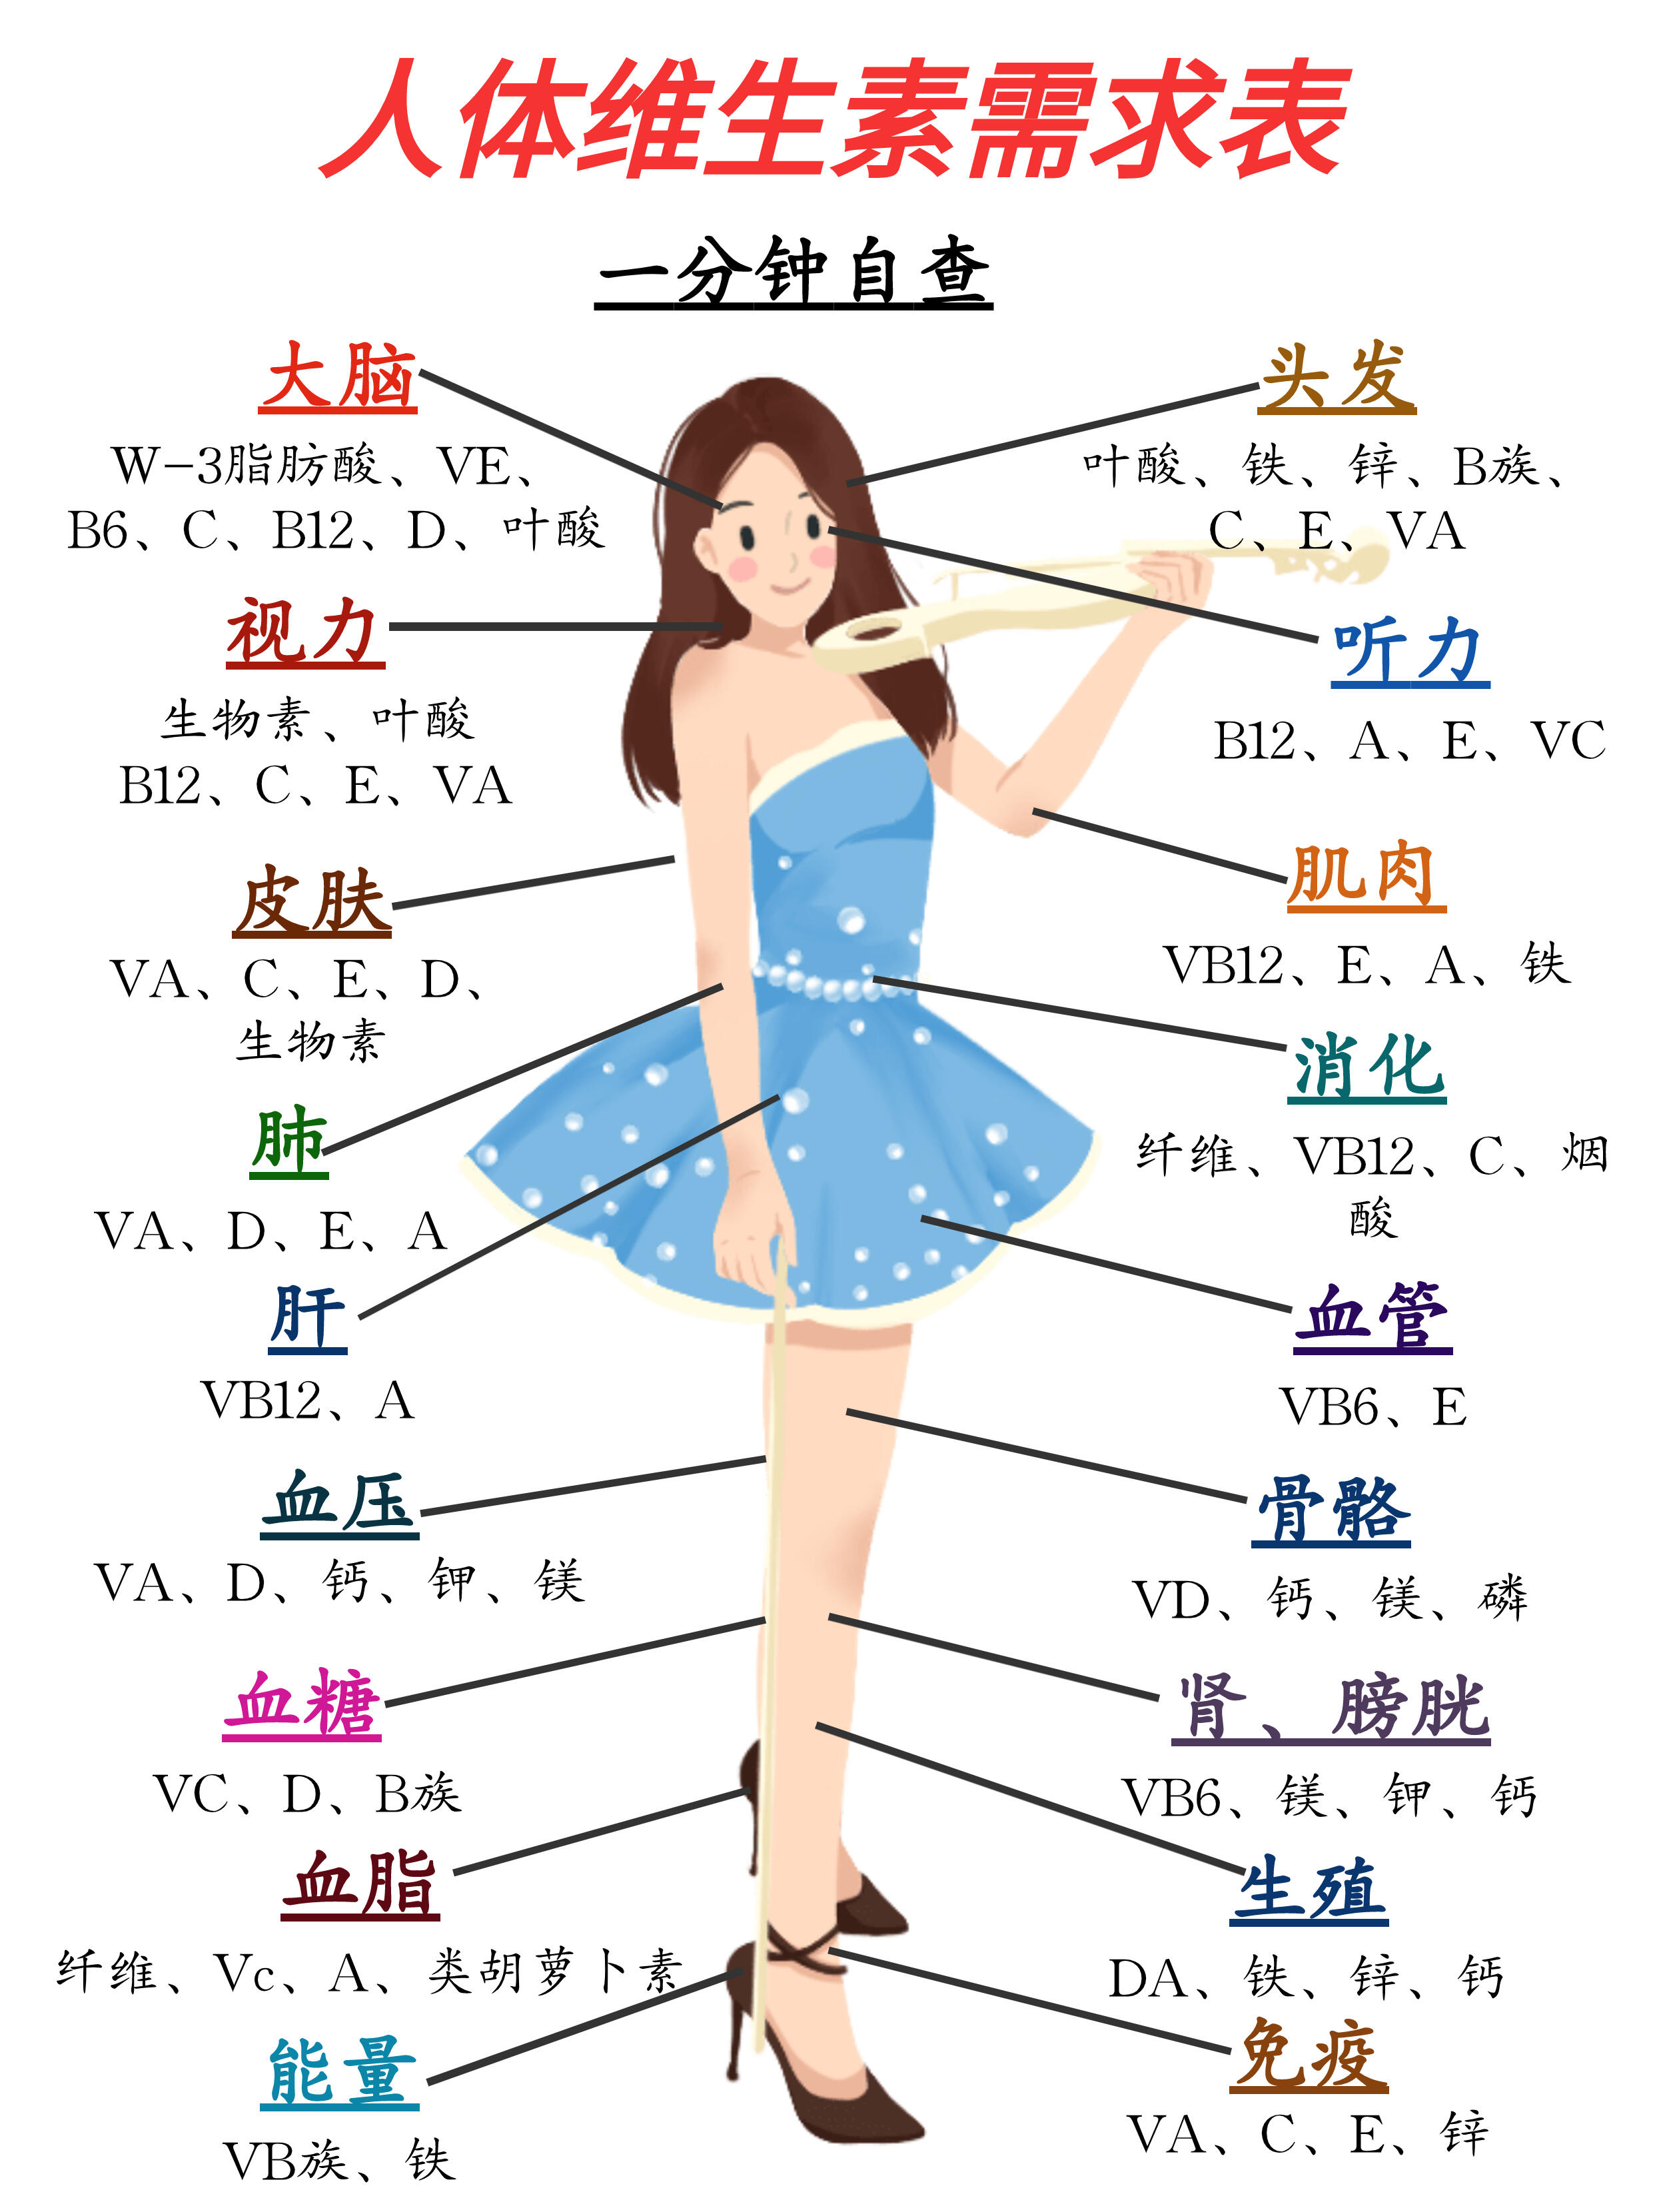 人体维生素需求表
一分钟自查
大脑
W-3脂肪酸、VE、
B6、C、B12、D、叶酸
视力
生物素、叶酸
B12、C、E、VA
皮肤
VA、C、E、D、
生物素
肺
VA、D、E、A
肝
VB12、A
血压
VA、D、钙、钾、镁
血糖
VC、D、B族
血脂
纤维、Vc、A、类胡萝卜素
能量
VB族、铁
头发
叶酸、铁、锌、B族、
C、E、VA
听力
B12、A、E、VC
肌肉
VB12、E、A、铁
消化
纤维、VB12、C、烟
酸
血管
VB6、E
骨骼
VD、钙、镁、磷
肾、膀胱
VB6、镁、钾、钙
生殖
DA、铁、锌、钙
免疫
VA、C、E、锌